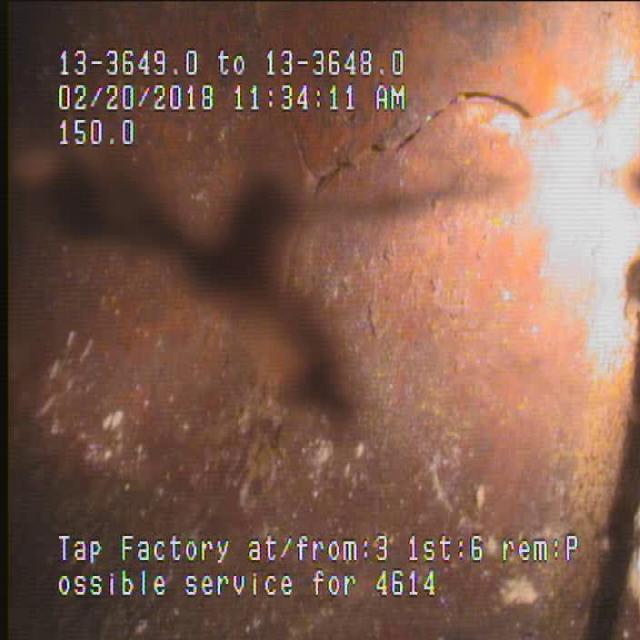 13-3649.0 to 13-3648.0
02/20/2018 11:34:11 AM
150.0
Tap Factory at/from:3 1st:6 rem:P
ossible service for 4614